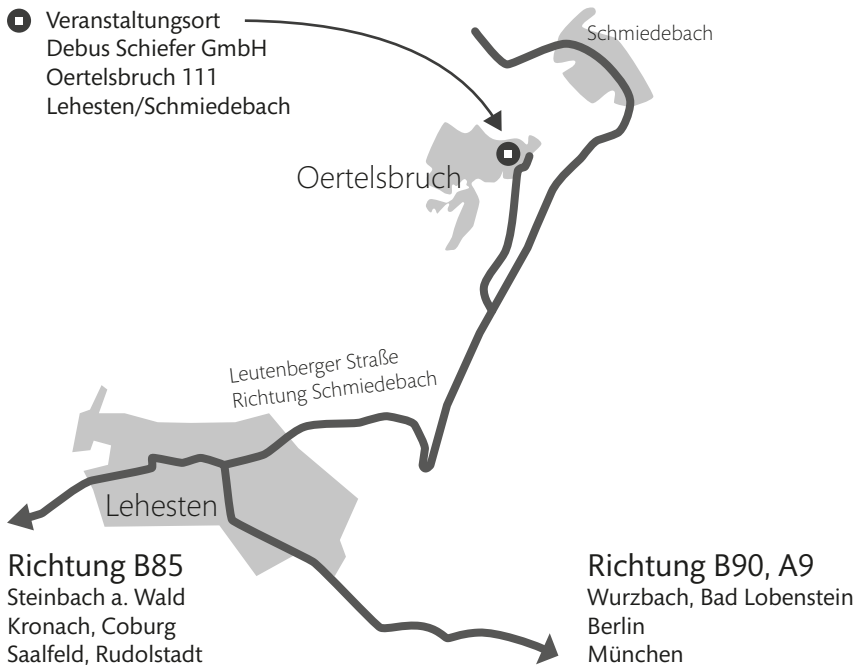 Veranstaltungsort
Debus Schiefer GmbH
Oertelsbruch 111
Lehesten/Schmiedebach
Schmiedebach
Oertelsbruch
Leutenberger Straße
Richtung Schmiedebach
Lehesten
Richtung B85
Steinbach a. Wald
Kronach, Coburg
Saalfeld, Rudolstadt
Richtung B90, A9
Wurzbach, Bad Lobenstein
Berlin
München